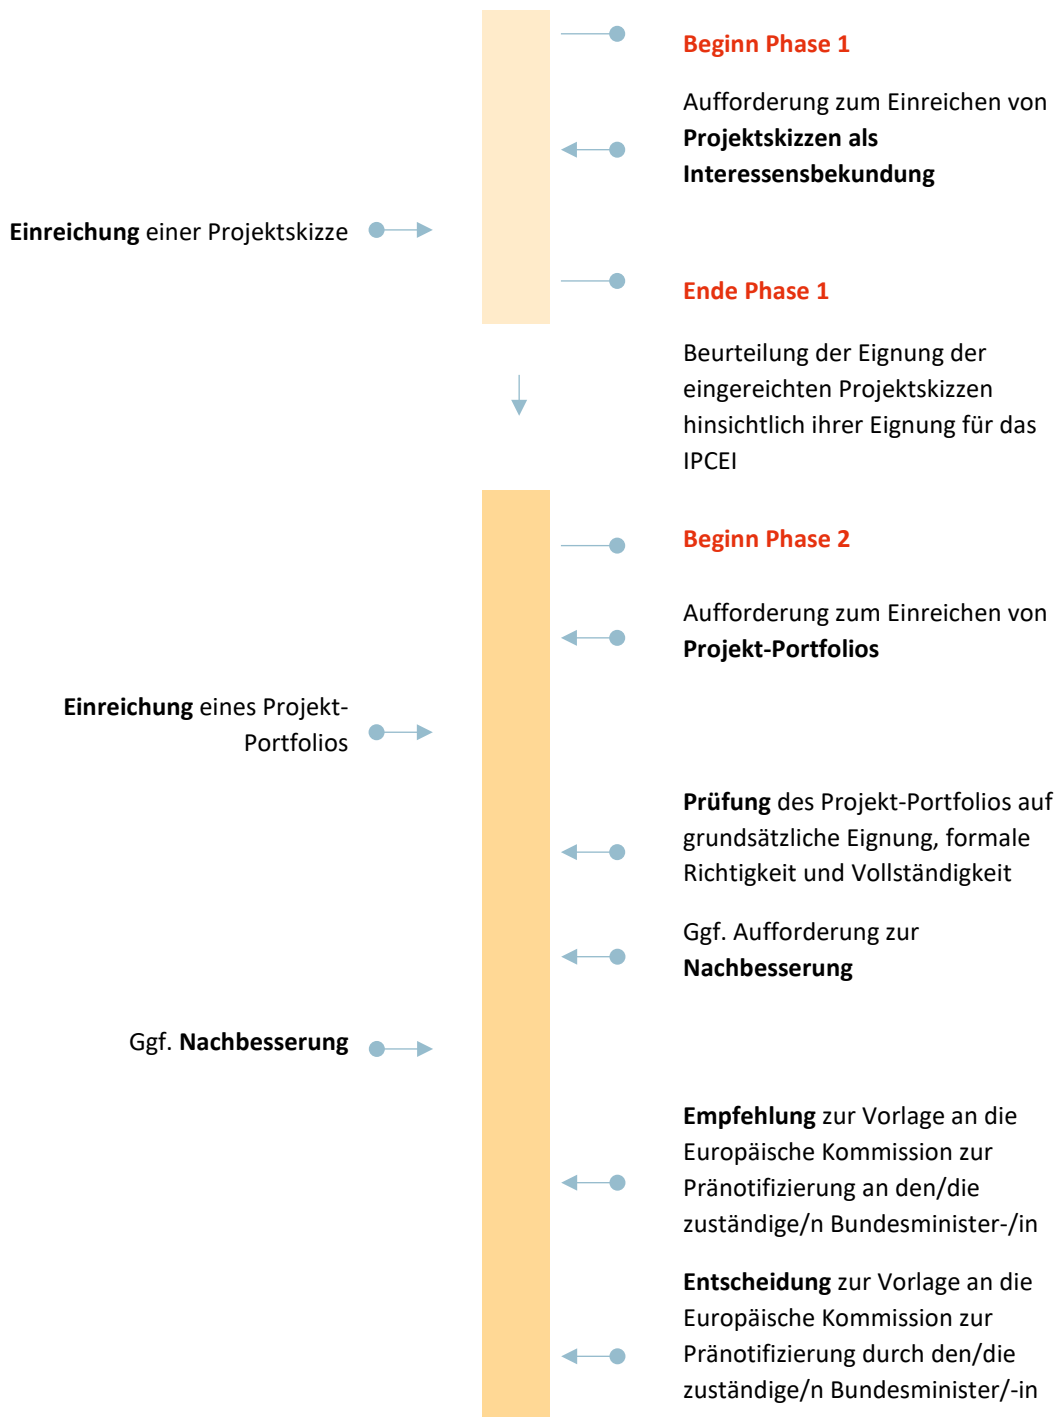 Beginn Phase 1
Aufforderung zum Einreichen von
Projektskizzen als
Interessensbekundung
Einreichung einer Projektskizze
Ende Phase 1
Beurteilung der Eignung der
eingereichten Projektskizzen
hinsichtlich ihrer Eignung für das
IPCEI
Beginn Phase 2
Aufforderung zum Einreichen von
Projekt-Portfolios
Einreichung eines Projekt-
Portfolios
Prüfung des Projekt-Portfolios auf
grundsätzliche Eignung, formale
Richtigkeit und Vollständigkeit
Ggf. Aufforderung zur
Nachbesserung
Ggf. Nachbesserung
Empfehlung zur Vorlage an die
Europäische Kommission zur
Pränotifizierung an den/die
zuständige/n Bundesminister-/in
Entscheidung zur Vorlage an die
Europäische Kommission zur
Pränotifizierung durch den/die
zuständige/n Bundesminister/-in